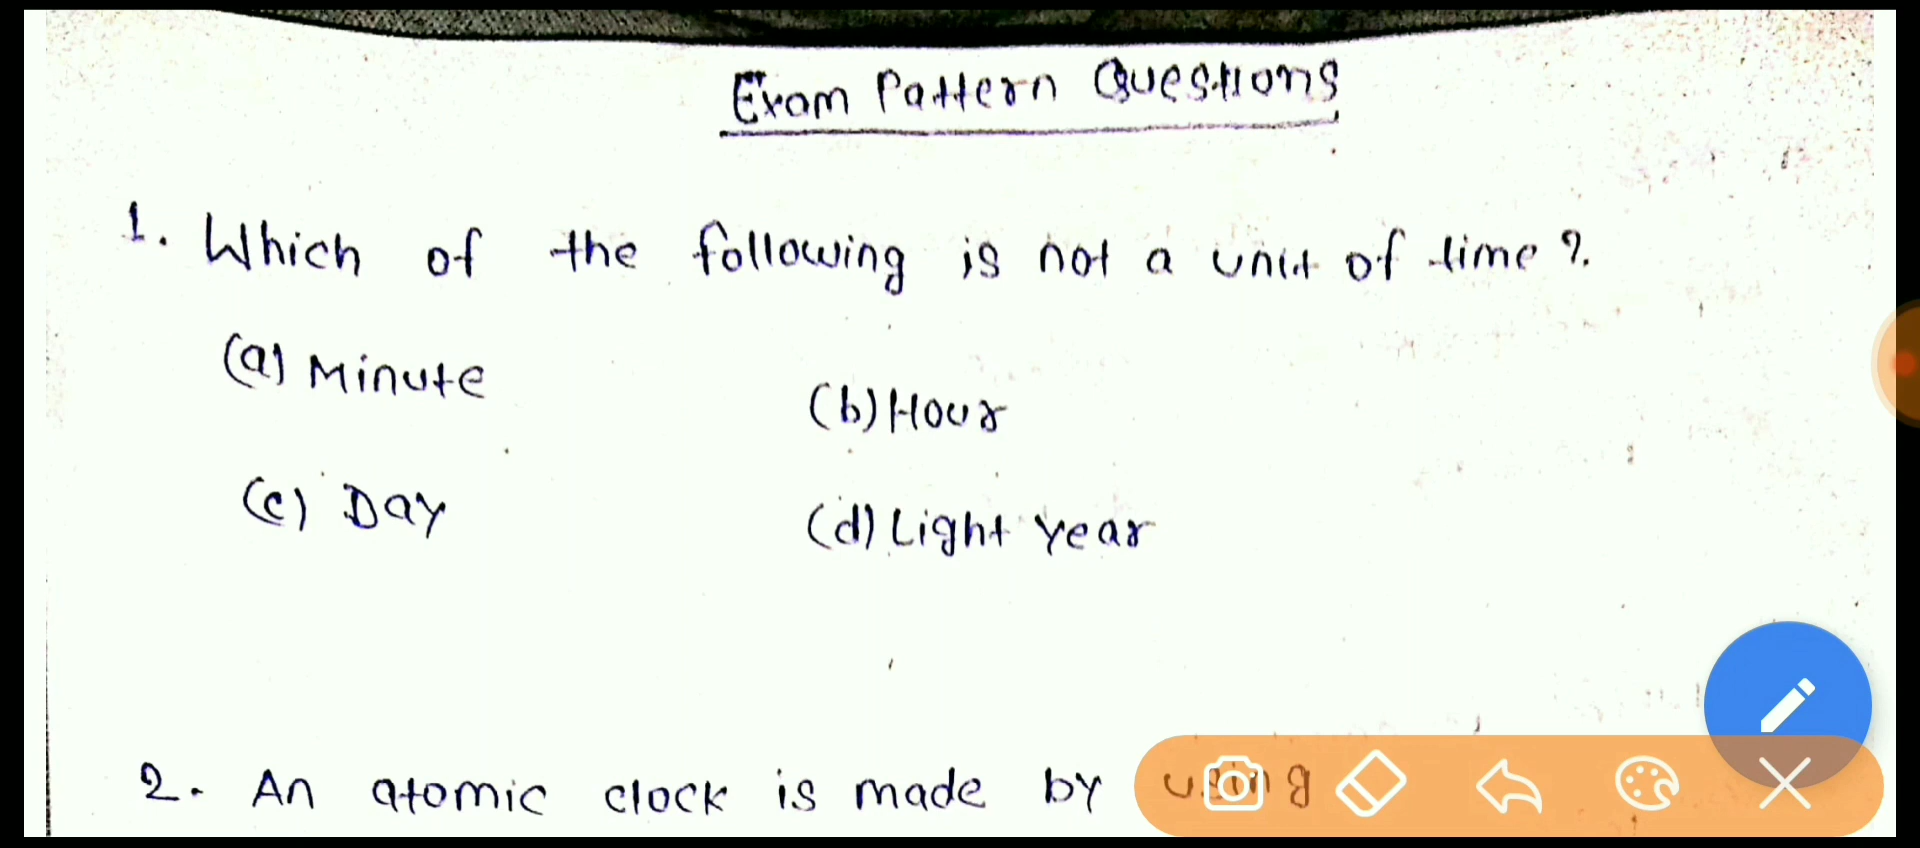 Exam Pattern Questions
1. Which of the following is not a unit of time ?.
(a) Minute
(b) Hour
(c) Day
(d) Light year
2. An atomic clock is made by using